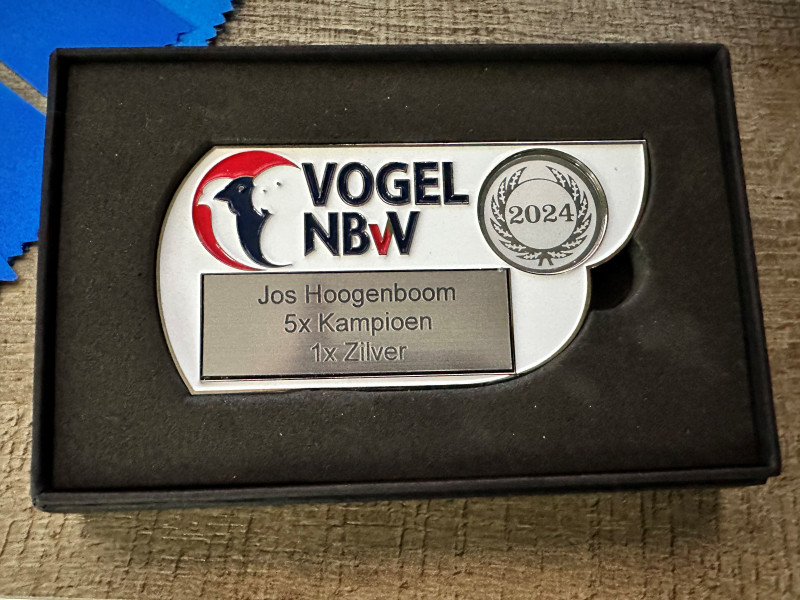 VOGEL
NBvV
2024
Jos Hoogenboom
5x Kampioen
1x Zilver